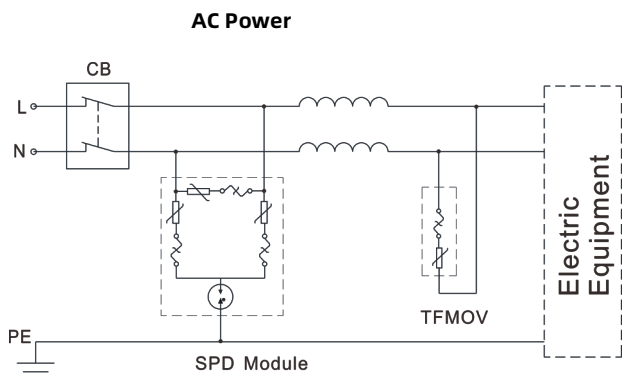 AC Power
CB
L
N
Electric
Equipment
TFMOV
PE
SPD Module